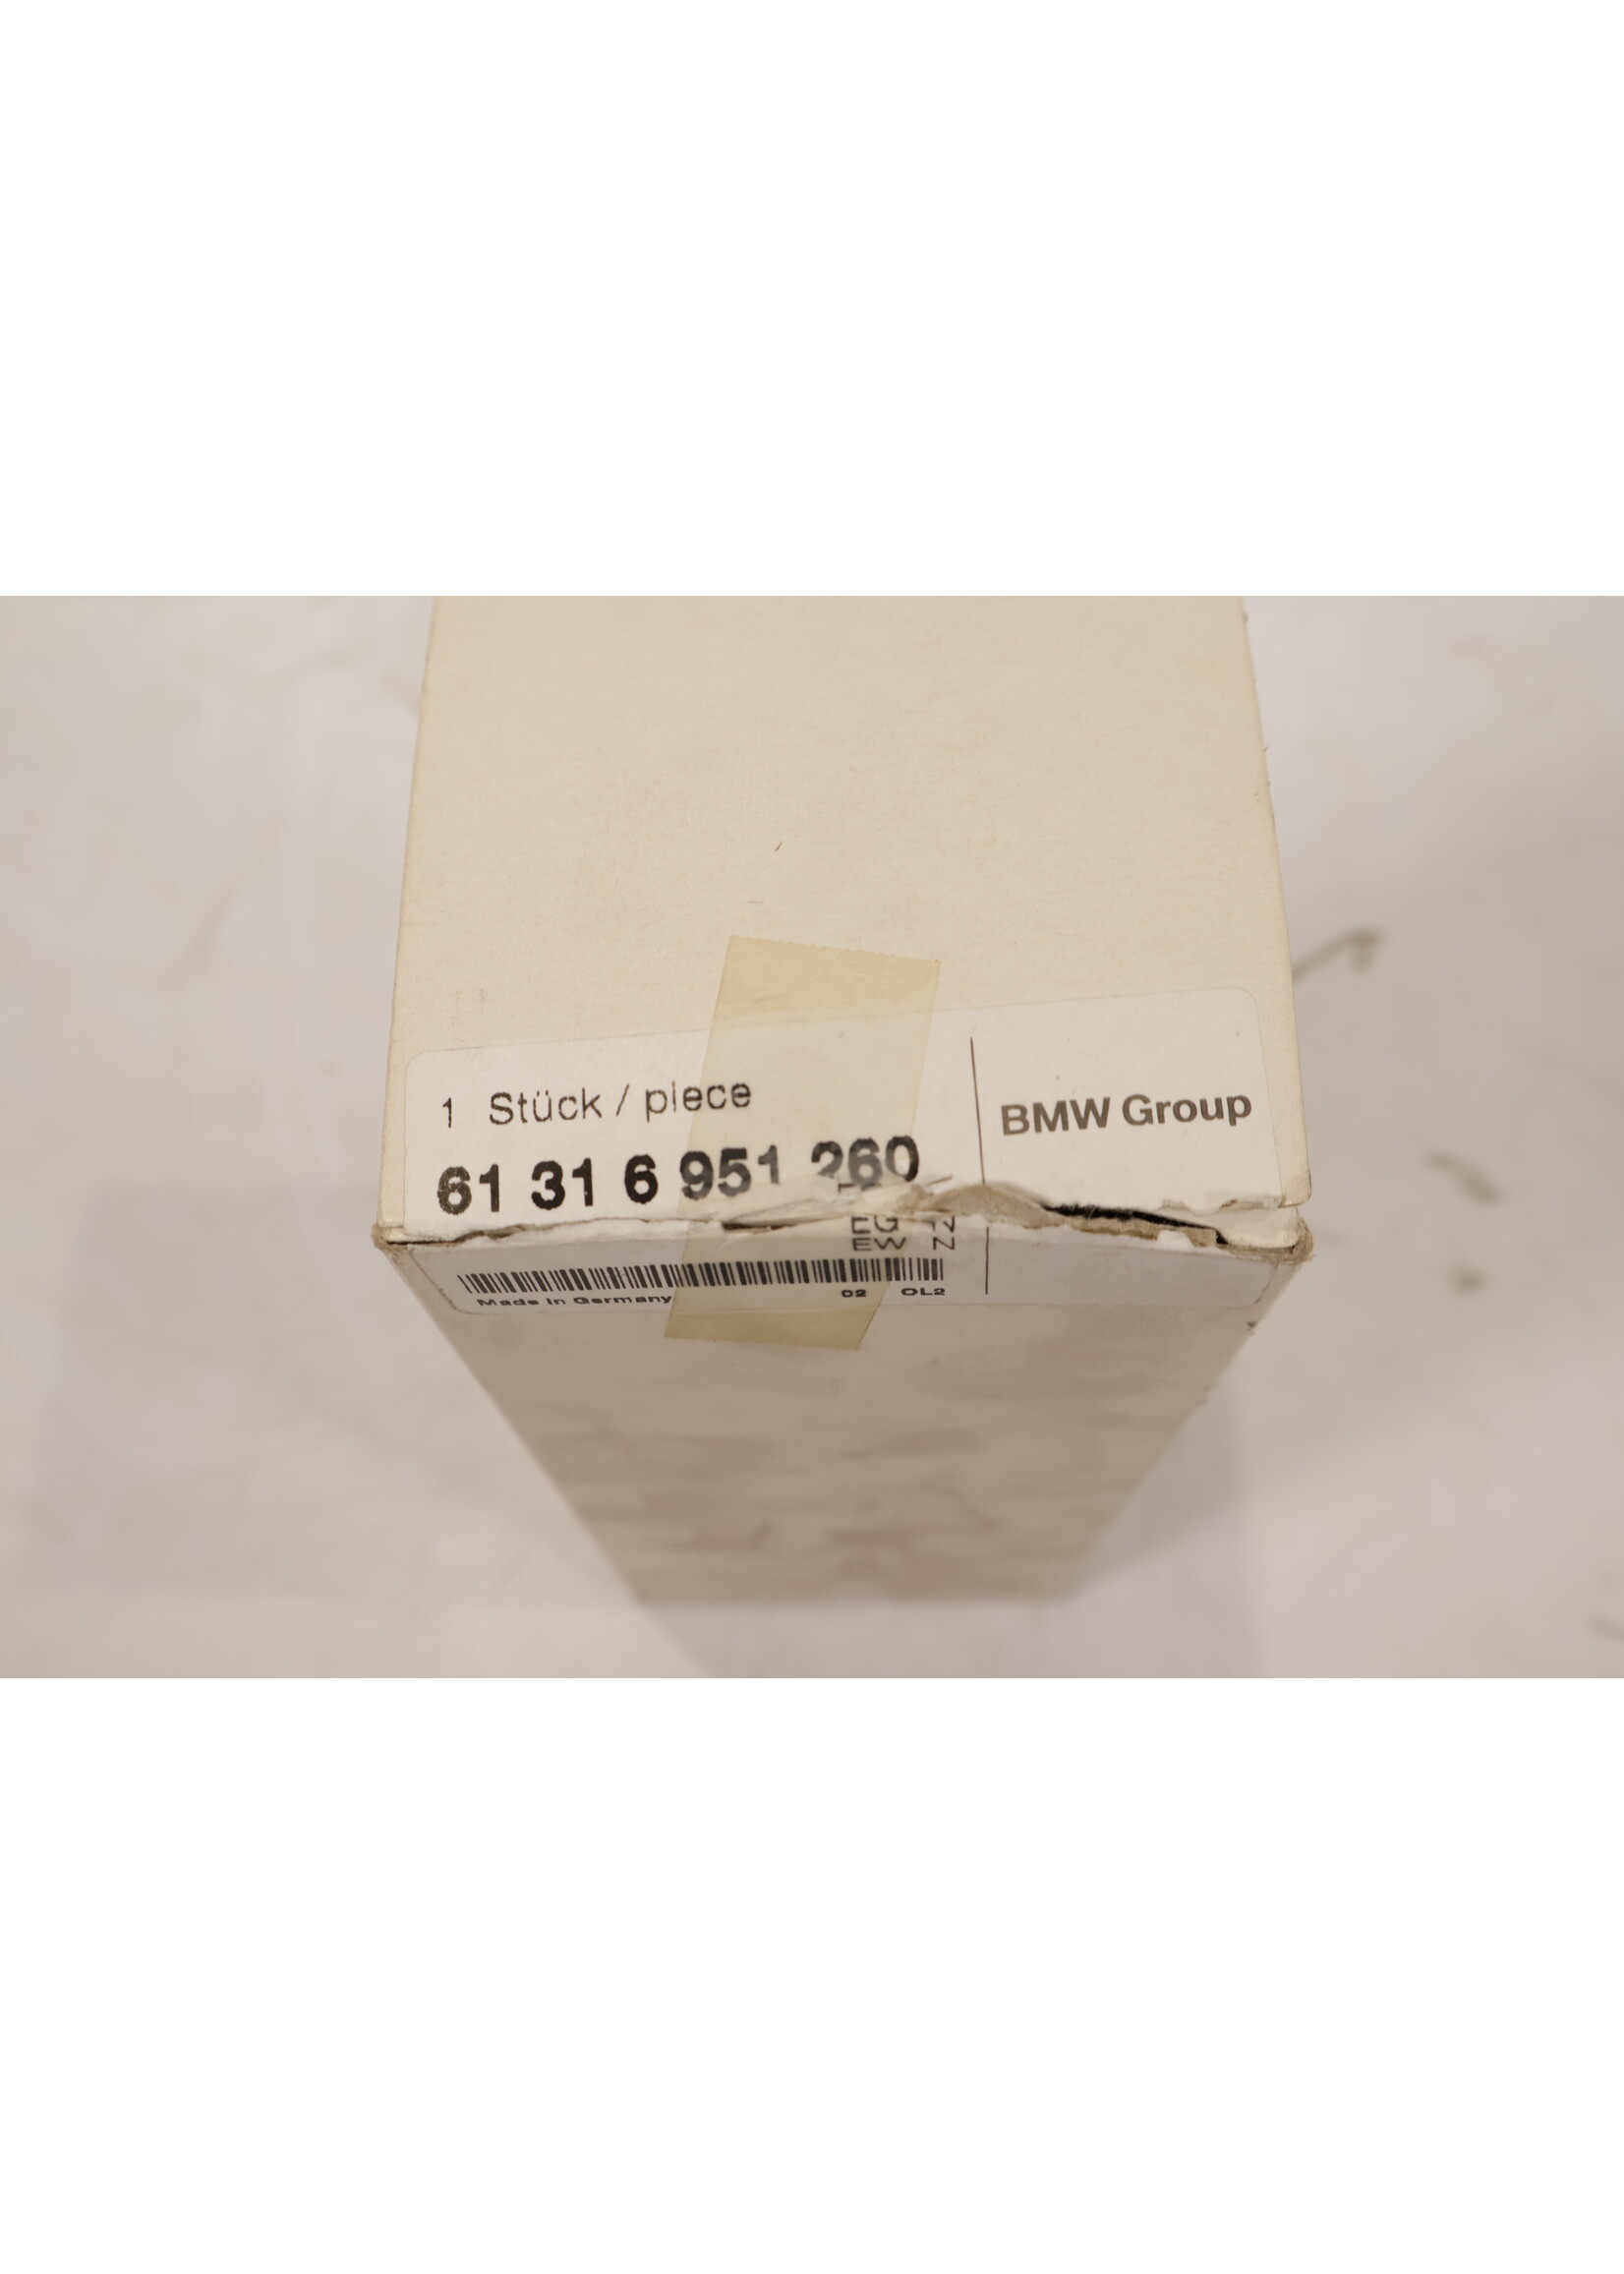 1 Stück / piece
BMW Group
61 31 6 951 260
EG
EW N
Made in Germany 02 OL2